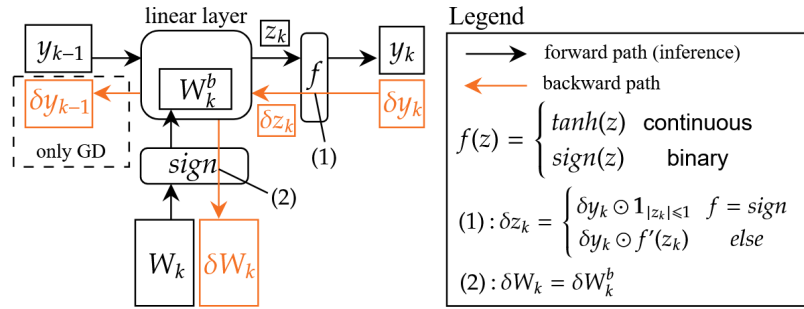 linear layer
y_{k-1}
z_k
f
y_k
W_k^b
δy_{k-1}
δz_k
δy_k
only GD
(1)
sign
(2)
W_k
δW_k
Legend
forward path (inference)
backward path
f(z) = { tanh(z) continuous
sign(z) binary
(1) : δz_k = { δy_k ⊙ 1_{|z_k|⩽1} f = sign
δy_k ⊙ f'(z_k) else
(2) : δW_k = δW_k^b